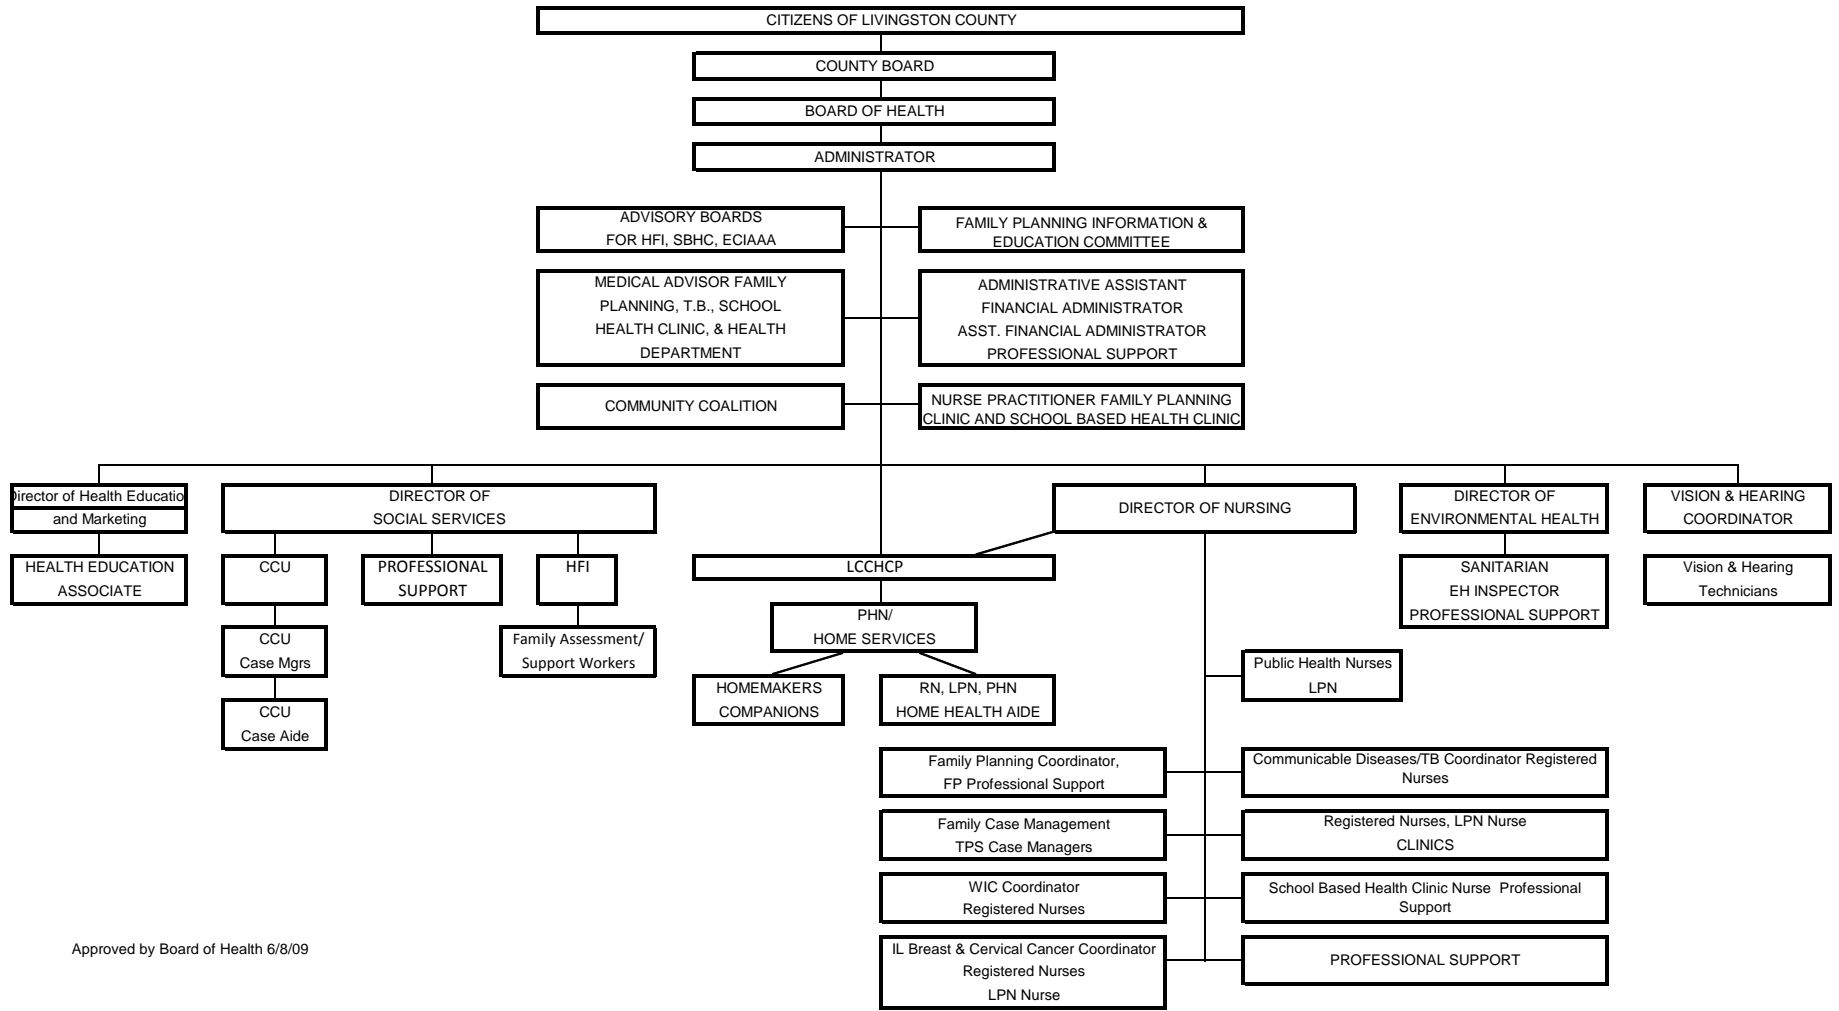 CITIZENS OF LIVINGSTON COUNTY
COUNTY BOARD
BOARD OF HEALTH
ADMINISTRATOR
ADVISORY BOARDS
FOR HFI, SBHC, ECIAAA
FAMILY PLANNING INFORMATION &
EDUCATION COMMITTEE
MEDICAL ADVISOR FAMILY
PLANNING, T.B., SCHOOL
HEALTH CLINIC, & HEALTH
DEPARTMENT
ADMINISTRATIVE ASSISTANT
FINANCIAL ADMINISTRATOR
ASST. FINANCIAL ADMINISTRATOR
PROFESSIONAL SUPPORT
COMMUNITY COALITION
NURSE PRACTITIONER FAMILY PLANNING
CLINIC AND SCHOOL BASED HEALTH CLINIC
Director of Health Educatio
and Marketing
DIRECTOR OF
SOCIAL SERVICES
DIRECTOR OF NURSING
DIRECTOR OF
ENVIRONMENTAL HEALTH
VISION & HEARING
COORDINATOR
HEALTH EDUCATION
ASSOCIATE
CCU
PROFESSIONAL
SUPPORT
HFI
LCCHCP
SANITARIAN
EH INSPECTOR
PROFESSIONAL SUPPORT
Vision & Hearing
Technicians
CCU
Case Mgrs
Family Assessment/
Support Workers
PHN/
HOME SERVICES
Public Health Nurses
LPN
CCU
Case Aide
HOMEMAKERS
COMPANIONS
RN, LPN, PHN
HOME HEALTH AIDE
Family Planning Coordinator,
FP Professional Support
Communicable Diseases/TB Coordinator Registered
Nurses
Family Case Management
TPS Case Managers
Registered Nurses, LPN Nurse
CLINICS
WIC Coordinator
Registered Nurses
School Based Health Clinic Nurse  Professional
Support
IL Breast & Cervical Cancer Coordinator
Registered Nurses
LPN Nurse
PROFESSIONAL SUPPORT
Approved by Board of Health 6/8/09